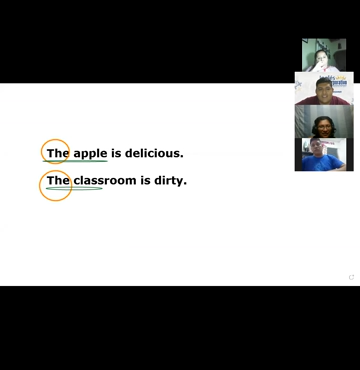 The apple is delicious.
The classroom is dirty.